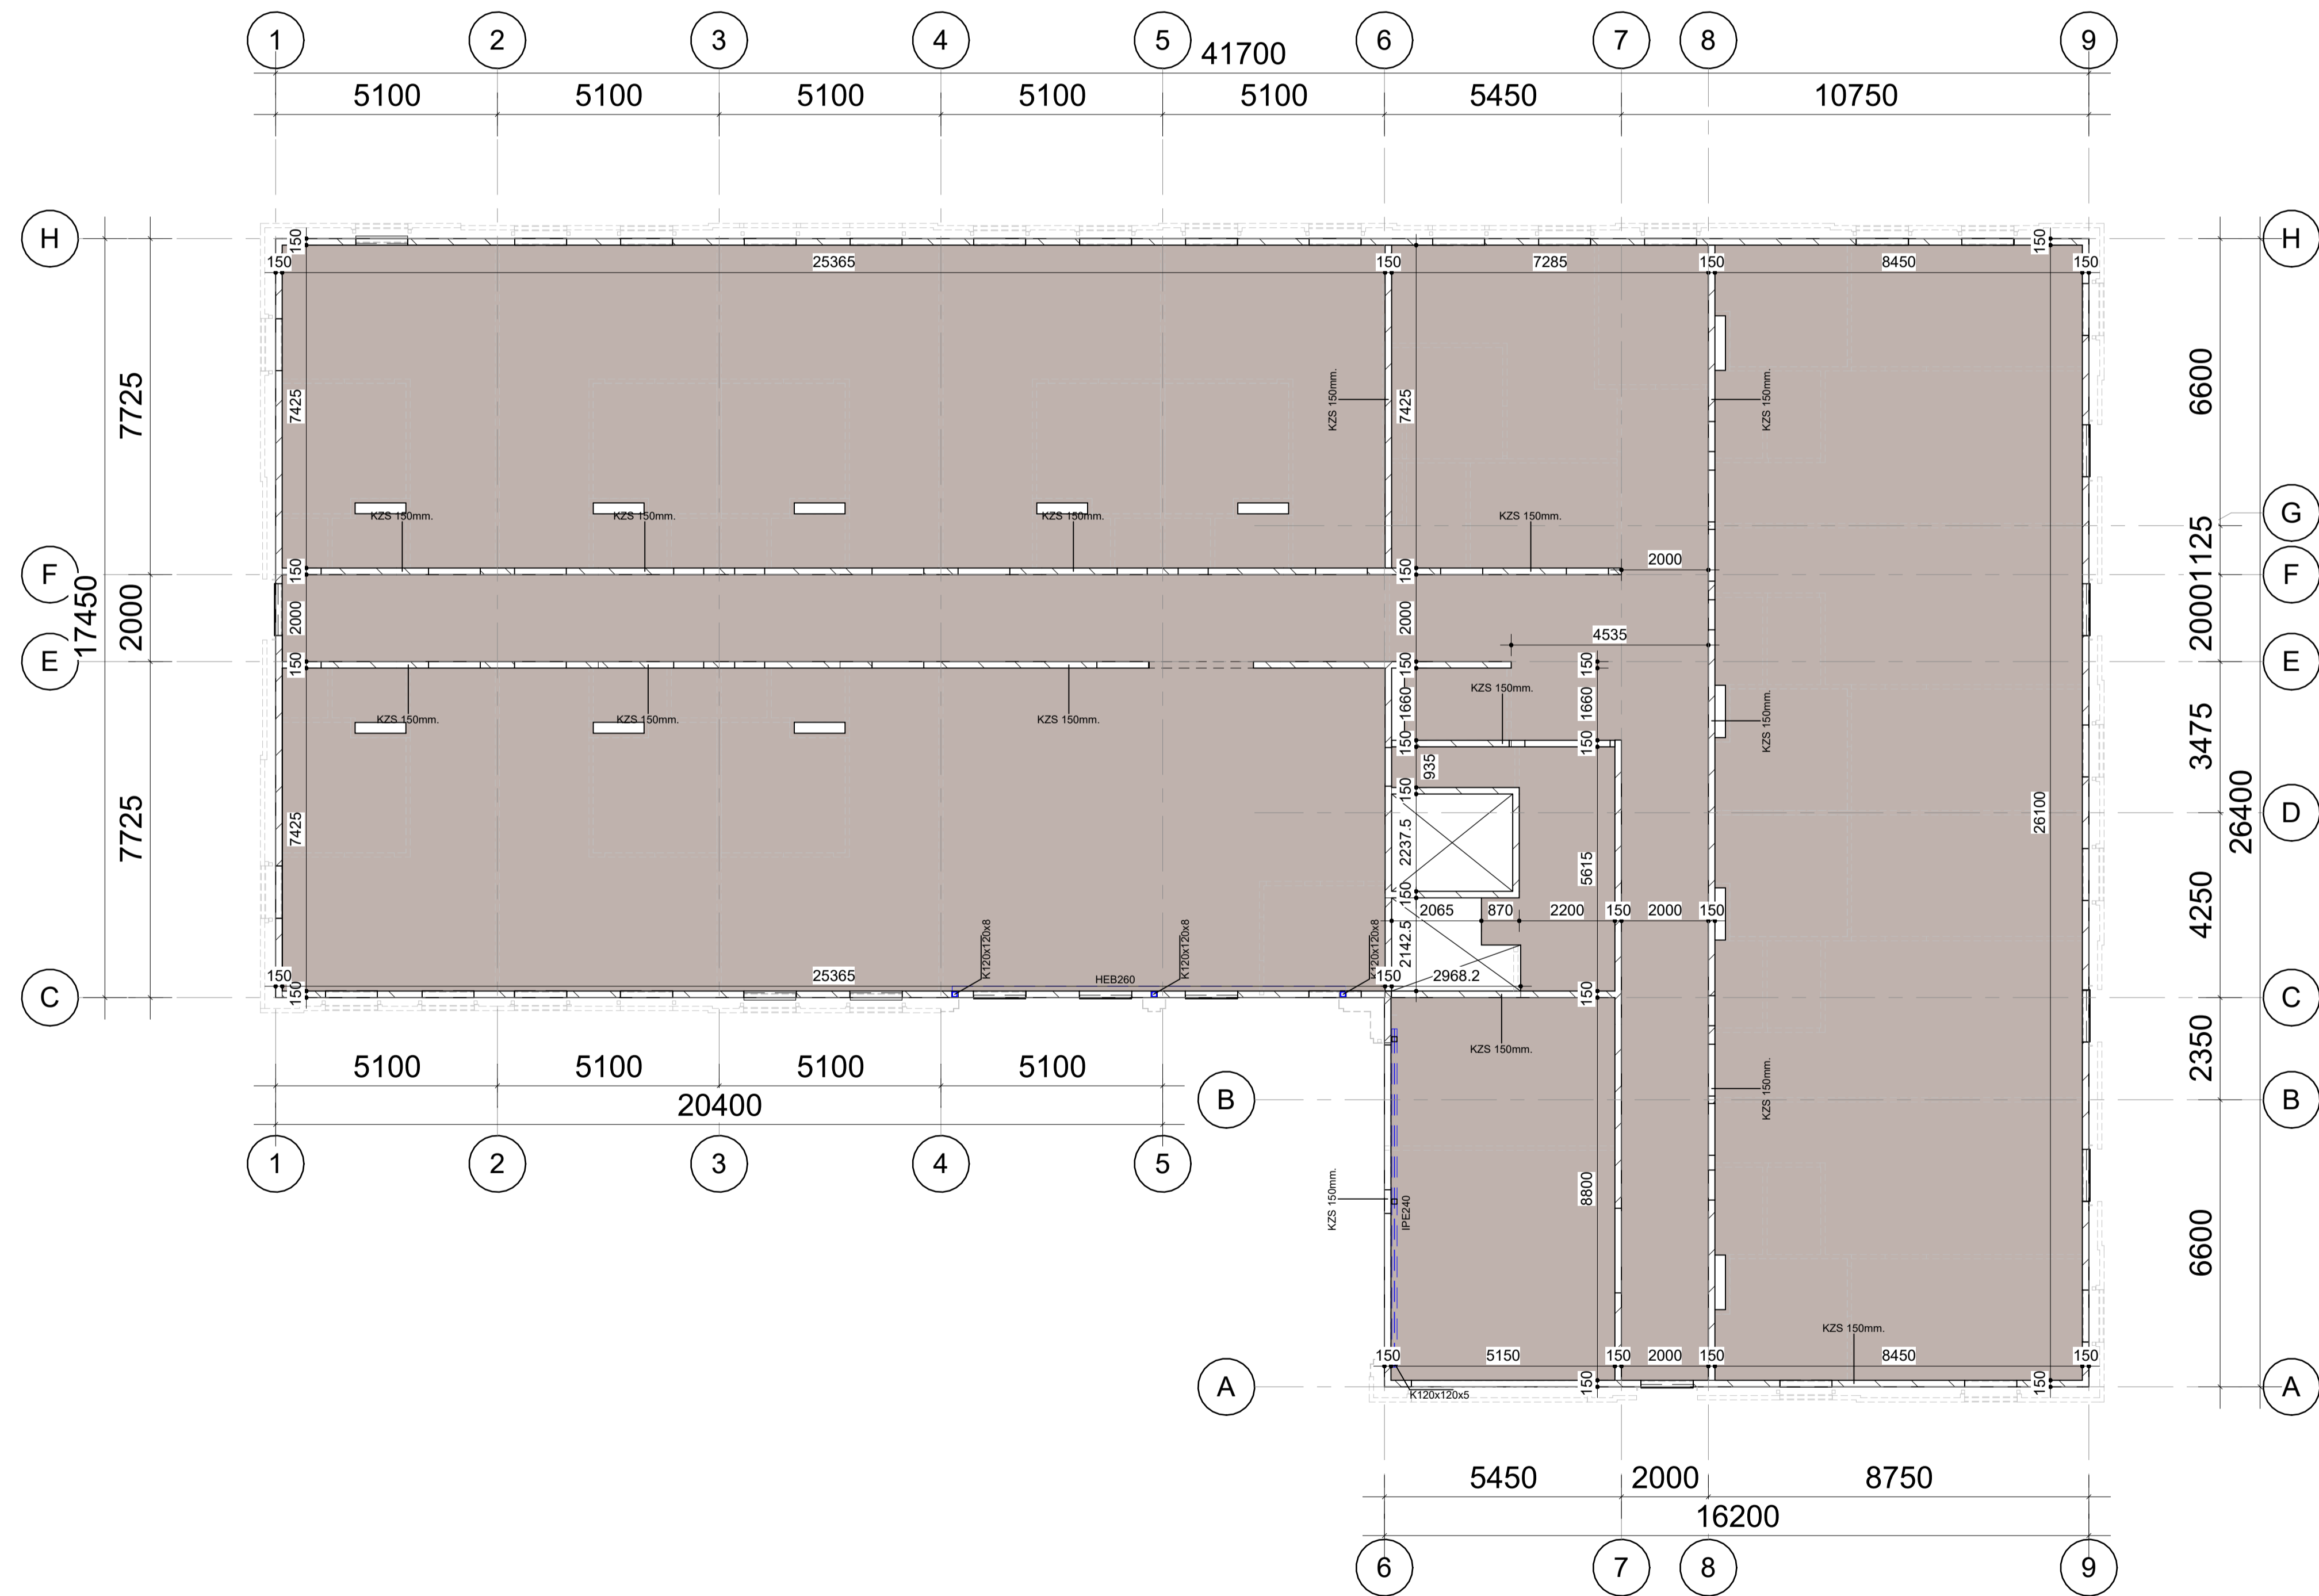 1 2 3 4 5 6 7 8 9
41700
5100 5100 5100 5100 5100 5450 10750
H H
150 150
150 25365 150 7285 150 8450 150
7725 7425 7425 6600
KZS 150mm. KZS 150mm.
KZS 150mm. KZS 150mm. KZS 150mm. KZS 150mm.
G
1125
F F
150 150 2000
17450 2000 2000 2000 2000
4535
E E
150 150 150
KZS 150mm. 1660 1660
KZS 150mm. KZS 150mm. KZS 150mm. KZS 150mm.
150 150 3475
935
150
D
7725 7425 2237.5 5615 26100 26400
150
2065 870 2200 150 2000 150 4250
K120x120x8 K120x120x8 K120x120x8 2142.5
150 25365 HEB260 150 2968.2
C C
150 150
KZS 150mm.
5100 5100 5100 5100 2350
20400
B KZS 150mm. B
1 2 3 4 5
KZS 150mm. IPE240 8800 6600
KZS 150mm.
150 5150 150 2000 150 8450 150
A 150 150 A
K120x120x5
5450 2000 8750
16200
6 7 8 9